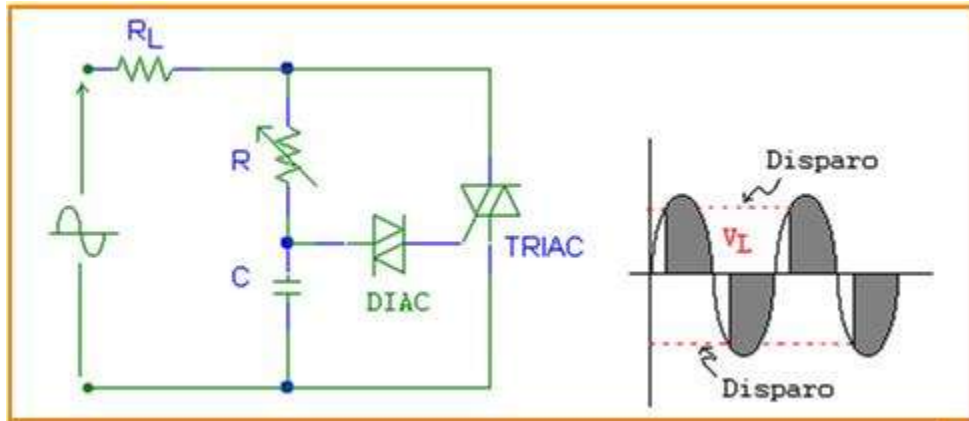 RL
R
C
DIAC
TRIAC
Disparo
VL
Disparo